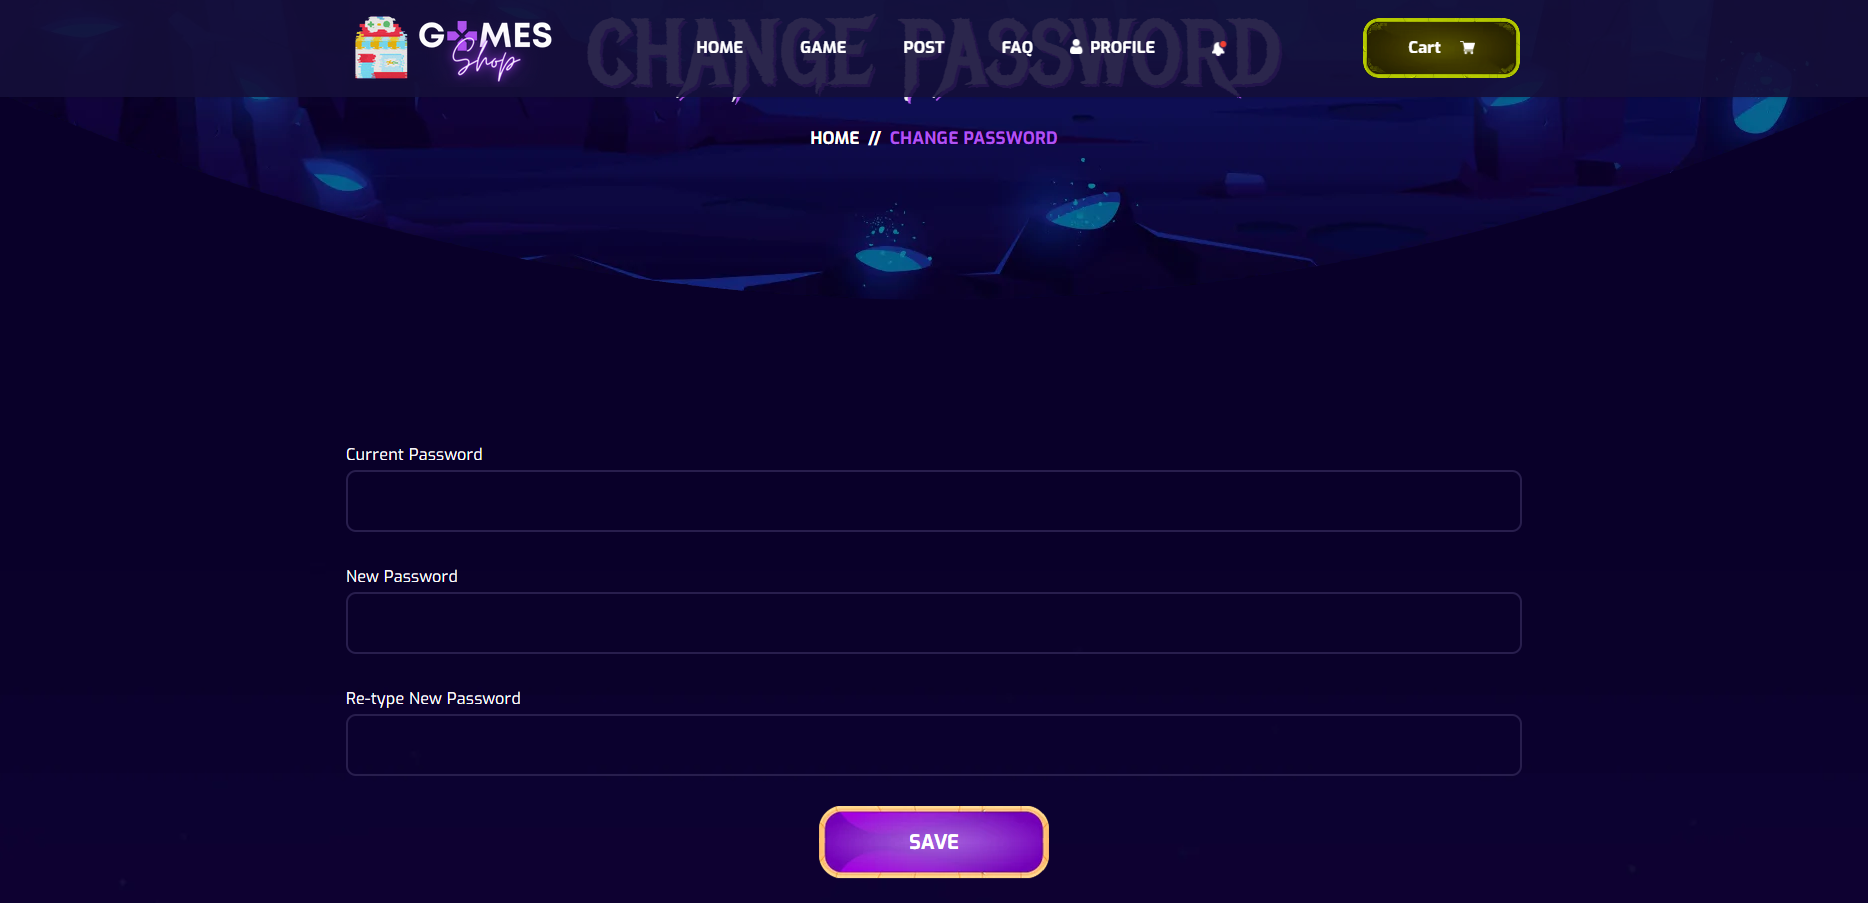 GAMES
Shop
CHANGE PASSWORD
HOME
GAME
POST
FAQ
PROFILE
Cart
HOME // CHANGE PASSWORD
Current Password
New Password
Re-type New Password
SAVE